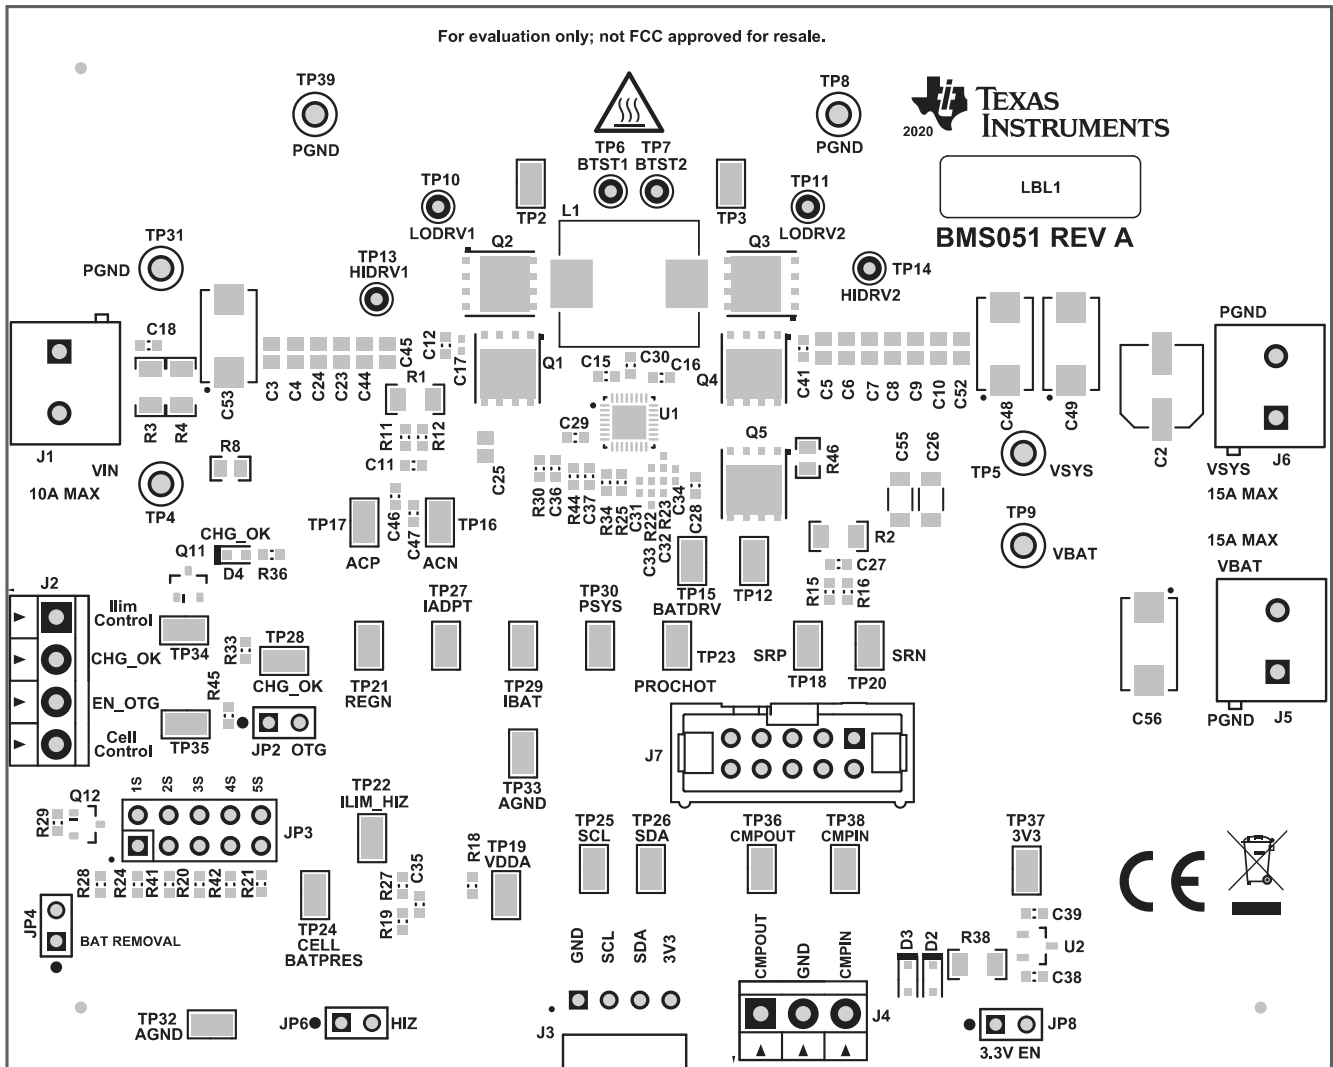 For evaluation only; not FCC approved for resale.
TP39
PGND
TP8
PGND
2020
TEXAS
INSTRUMENTS
LBL1
BMS051 REV A
TP6
BTST1
TP7
BTST2
TP10
LODRV1
TP2
L1
TP3
TP11
LODRV2
TP31
PGND
TP13
HIDRV1
Q2
Q3
TP14
HIDRV2
C18
C53
C3
C4
C24
C23
C44
C45
C12
C17
Q1
C15
C30
C16
Q4
C41
C5
C6
C7
C8
C9
C10
C52
C48
C49
C2
PGND
J6
VSYS
15A MAX
J1
VIN
10A MAX
R3
R4
R8
TP4
R1
R11
R12
C11
C25
C29
U1
Q5
R46
C55
C26
TP5
VSYS
R30
C36
R44
C37
R34
R25
C31
R22
R23
C34
C33
C32
C28
TP17
ACP
C46
C47
TP16
ACN
TP15
BATDRV
TP12
R2
C27
R15
R16
TP9
VBAT
15A MAX
VBAT
J5
PGND
C56
CHG_OK
Q11
D4
R36
J2
Ilim
Control
CHG_OK
EN_OTG
Cell
Control
TP34
R33
TP28
CHG_OK
TP27
IADPT
TP30
PSYS
TP21
REGN
TP29
IBAT
TP23
PROCHOT
SRP
TP18
SRN
TP20
R45
TP35
JP2
OTG
TP33
AGND
J7
1S
2S
3S
4S
5S
Q12
R29
JP3
TP22
ILIM_HIZ
TP25
SCL
TP26
SDA
TP36
CMPOUT
TP38
CMPIN
TP37
3V3
R28
R24
R41
R20
R42
R21
R27
C35
R19
R18
TP19
VDDA
JP4
BAT REMOVAL
TP24
CELL
BATPRES
GND
SCL
SDA
3V3
CMPOUT
GND
CMPIN
D3
D2
R38
C39
U2
C38
CE
TP32
AGND
JP6
HIZ
J3
J4
JP8
3.3V EN